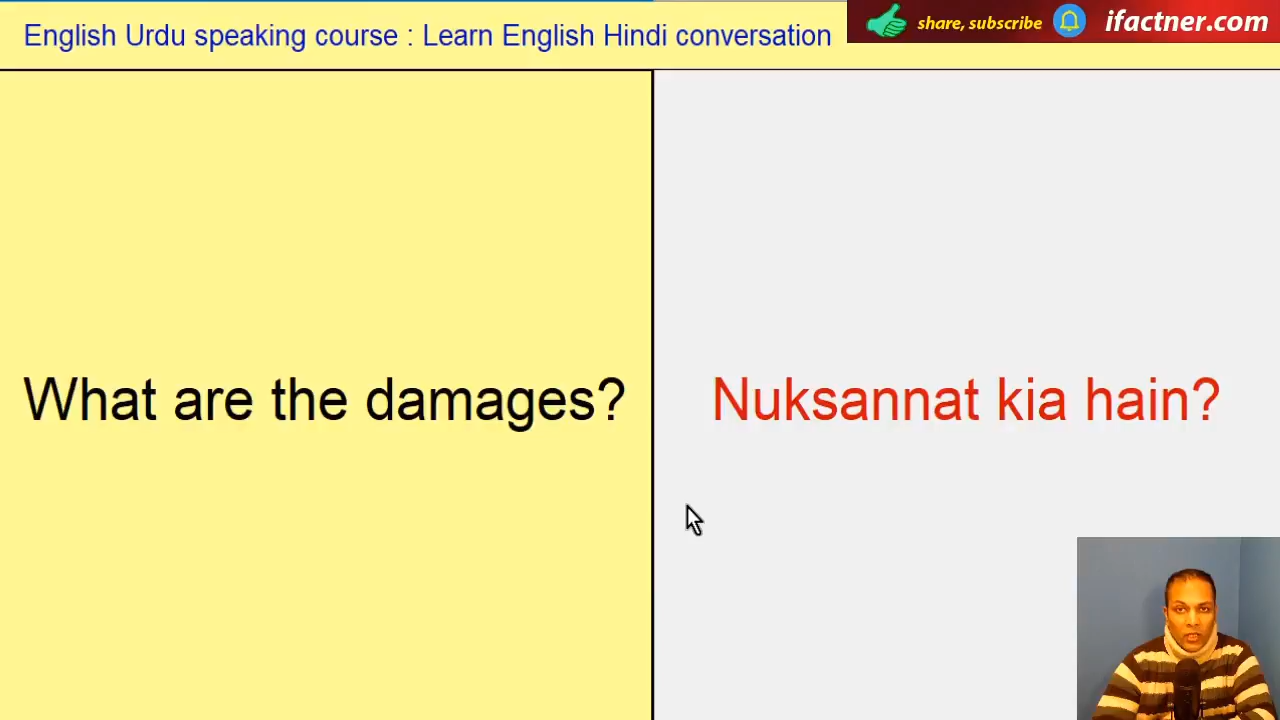 English Urdu speaking course : Learn English Hindi conversation
share, subscribe
ifactner.com
What are the damages?
Nuksannat kia hain?